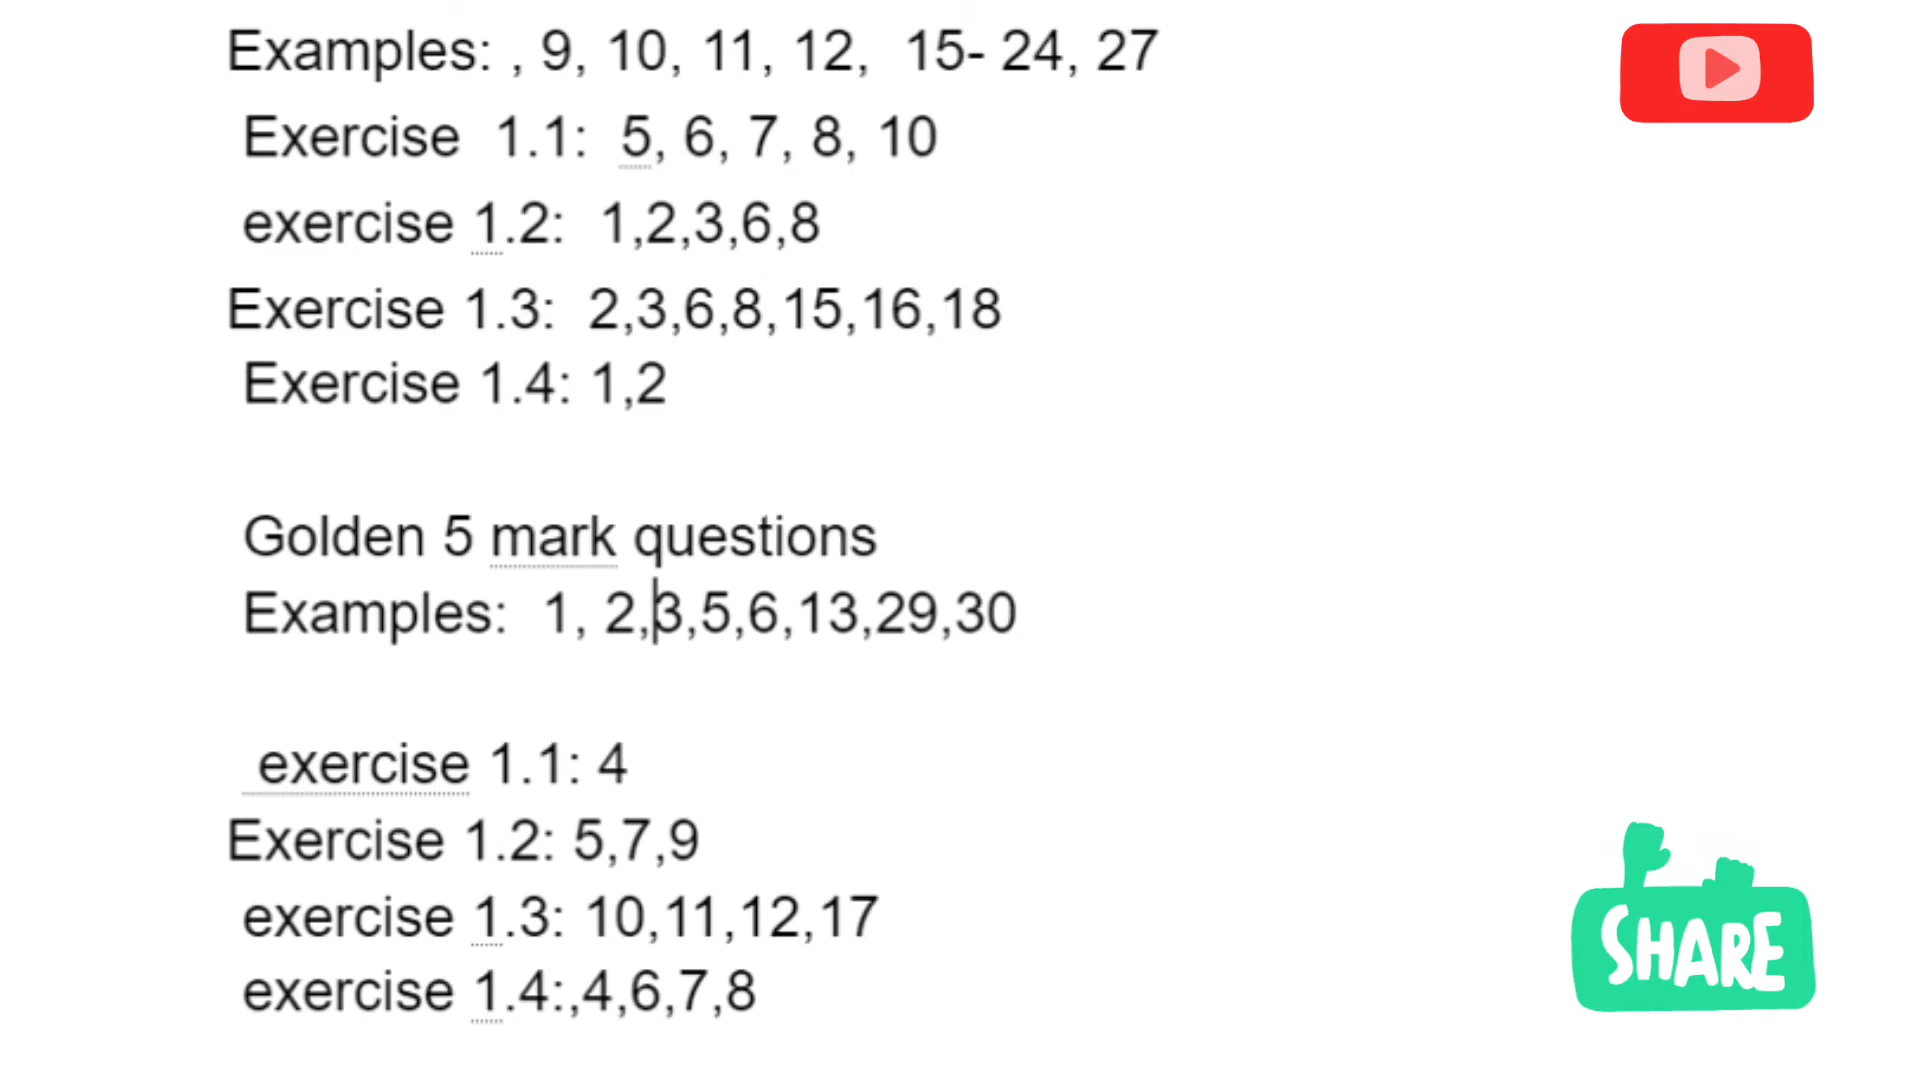 Examples: , 9, 10, 11, 12,  15- 24, 27
Exercise  1.1:  5, 6, 7, 8, 10
exercise 1.2:  1,2,3,6,8
Exercise 1.3:  2,3,6,8,15,16,18
Exercise 1.4: 1,2
Golden 5 mark questions
Examples:  1, 2,3,5,6,13,29,30
exercise 1.1: 4
Exercise 1.2: 5,7,9
exercise 1.3: 10,11,12,17
exercise 1.4:,4,6,7,8
SHARE